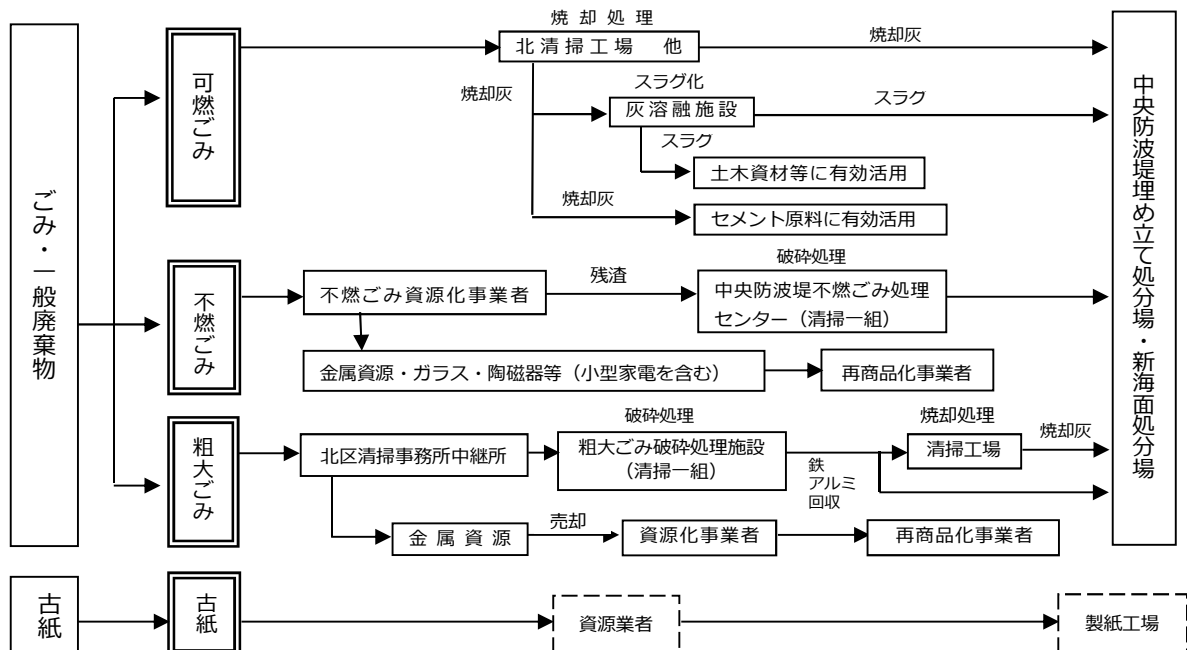 ごみ・一般廃棄物
可燃ごみ
焼却処理
北清掃工場　他
焼却灰
焼却灰
スラグ化
灰溶融施設
スラグ
スラグ
土木資材等に有効活用
焼却灰
セメント原料に有効活用
不燃ごみ
不燃ごみ資源化事業者
残渣
破砕処理
中央防波堤不燃ごみ処理
センター（清掃一組）
金属資源・ガラス・陶磁器等（小型家電を含む）
再商品化事業者
粗大ごみ
北区清掃事務所中継所
破砕処理
粗大ごみ破砕処理施設
（清掃一組）
鉄
アルミ
回収
焼却処理
清掃工場
焼却灰
金属資源
売却
資源化事業者
再商品化事業者
中央防波堤埋め立て処分場・新海面処分場
古紙
古紙
資源業者
製紙工場